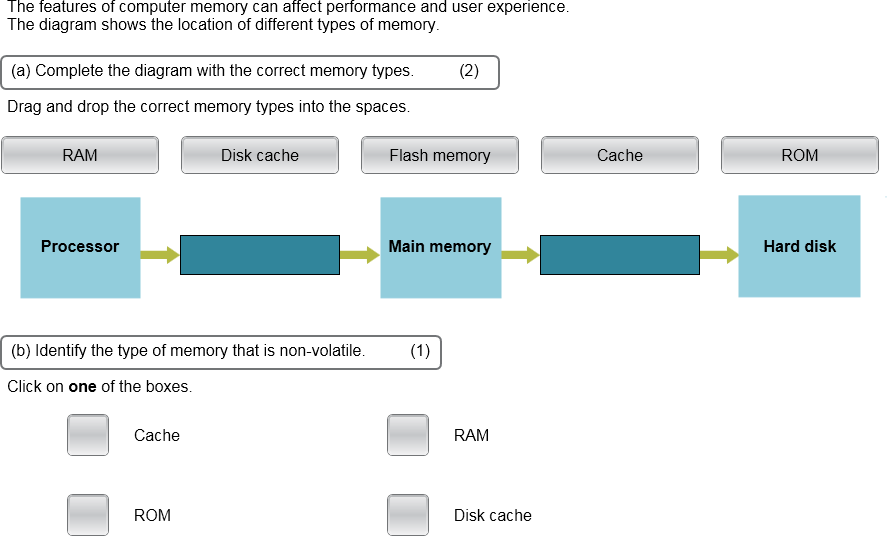 The features of computer memory can affect performance and user experience.
The diagram shows the location of different types of memory.
(a) Complete the diagram with the correct memory types. (2)
Drag and drop the correct memory types into the spaces.
RAM Disk cache Flash memory Cache ROM
Processor Main memory Hard disk
(b) Identify the type of memory that is non-volatile. (1)
Click on one of the boxes.
Cache RAM
ROM Disk cache